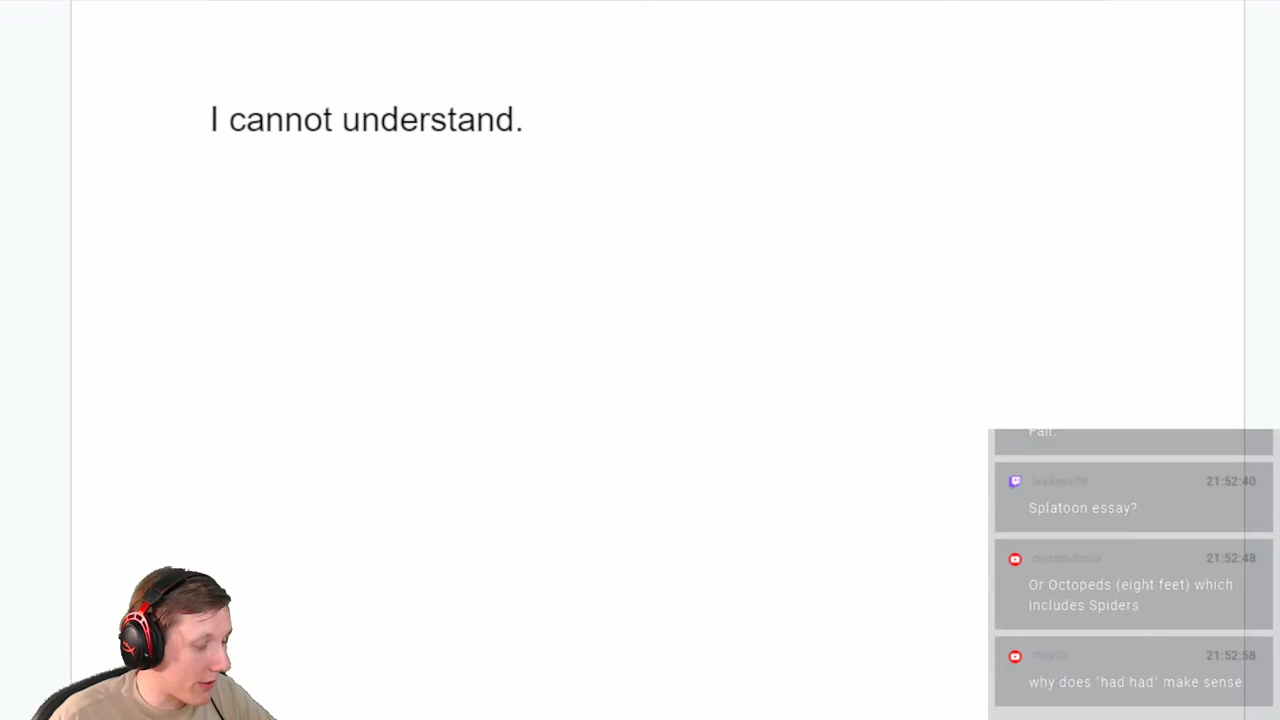 I cannot understand.
Fair.
21:52:40
Splatoon essay?
21:52:48
Or Octopeds (eight feet) which
includes Spiders
21:52:58
why does "had had" make sense